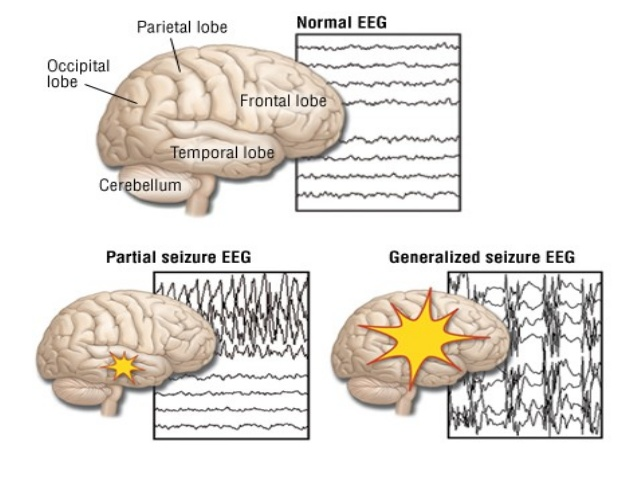 Normal EEG
Parietal lobe
Occipital
lobe
Frontal lobe
Temporal lobe
Cerebellum
Partial seizure EEG
Generalized seizure EEG